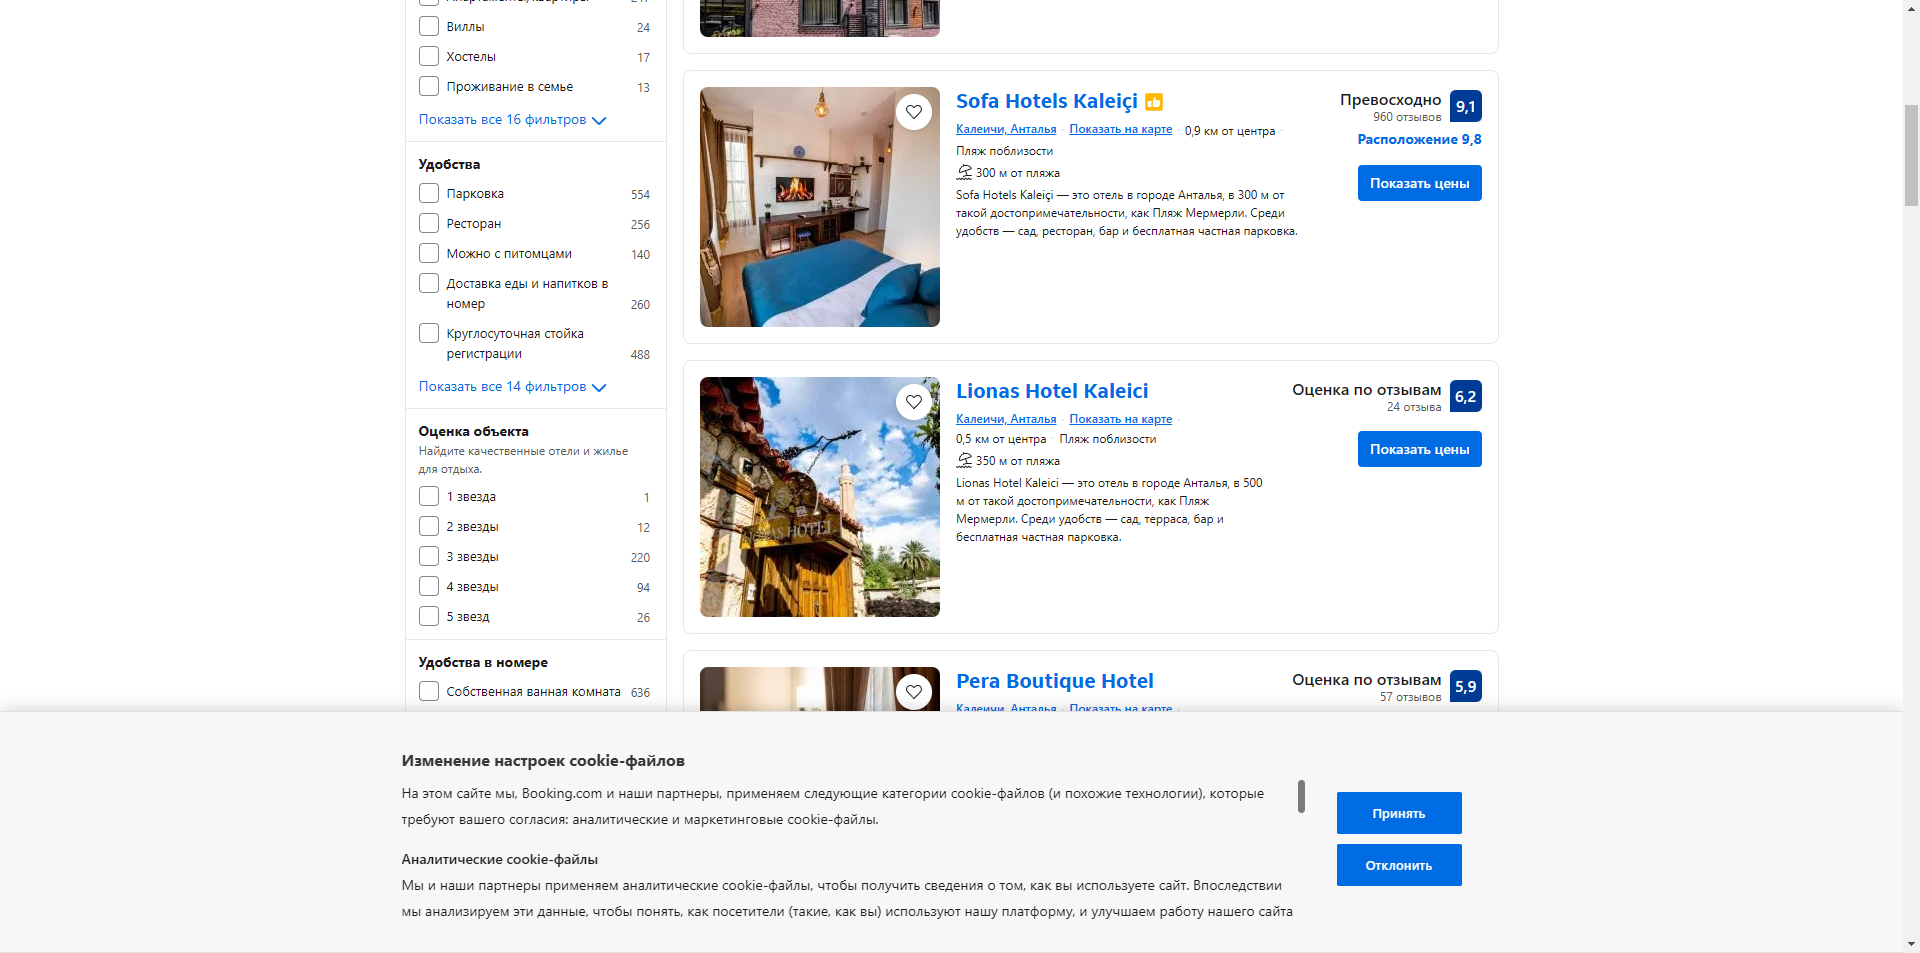 Виллы 24
Хостелы 17
Проживание в семье 13
Показать все 16 фильтров
Удобства
Парковка 554
Ресторан 256
Можно с питомцами 140
Доставка еды и напитков в
номер 260
Круглосуточная стойка
регистрации 488
Показать все 14 фильтров
Оценка объекта
Найдите качественные отели и жилье
для отдыха.
1 звезда 1
2 звезды 12
3 звезды 220
4 звезды 94
5 звезд 26
Удобства в номере
Собственная ванная комната 636
Sofa Hotels Kaleiçi
Калеичи, Анталья · Показать на карте · 0,9 км от центра ·
Пляж поблизости
300 м от пляжа
Sofa Hotels Kaleiçi — это отель в городе Анталья, в 300 м от
такой достопримечательности, как Пляж Мермерли. Среди
удобств — сад, ресторан, бар и бесплатная частная парковка.
Превосходно 9,1
960 отзывов
Расположение 9,8
Показать цены
Lionas Hotel Kaleici
Калеичи, Анталья · Показать на карте ·
0,5 км от центра · Пляж поблизости
350 м от пляжа
Lionas Hotel Kaleici — это отель в городе Анталья, в 500
м от такой достопримечательности, как Пляж
Мермерли. Среди удобств — сад, терраса, бар и
бесплатная частная парковка.
Оценка по отзывам 6,2
24 отзыва
Показать цены
HOTEL
Pera Boutique Hotel
Калеичи, Анталья · Показать на карте ·
Оценка по отзывам 5,9
57 отзывов
Изменение настроек cookie-файлов
На этом сайте мы, Booking.com и наши партнеры, применяем следующие категории cookie-файлов (и похожие технологии), которые
требуют вашего согласия: аналитические и маркетинговые cookie-файлы.
Аналитические cookie-файлы
Мы и наши партнеры применяем аналитические cookie-файлы, чтобы получить сведения о том, как вы используете сайт. Впоследствии
мы анализируем эти данные, чтобы понять, как посетители (такие, как вы) используют нашу платформу, и улучшаем работу нашего сайта
Принять
Отклонить